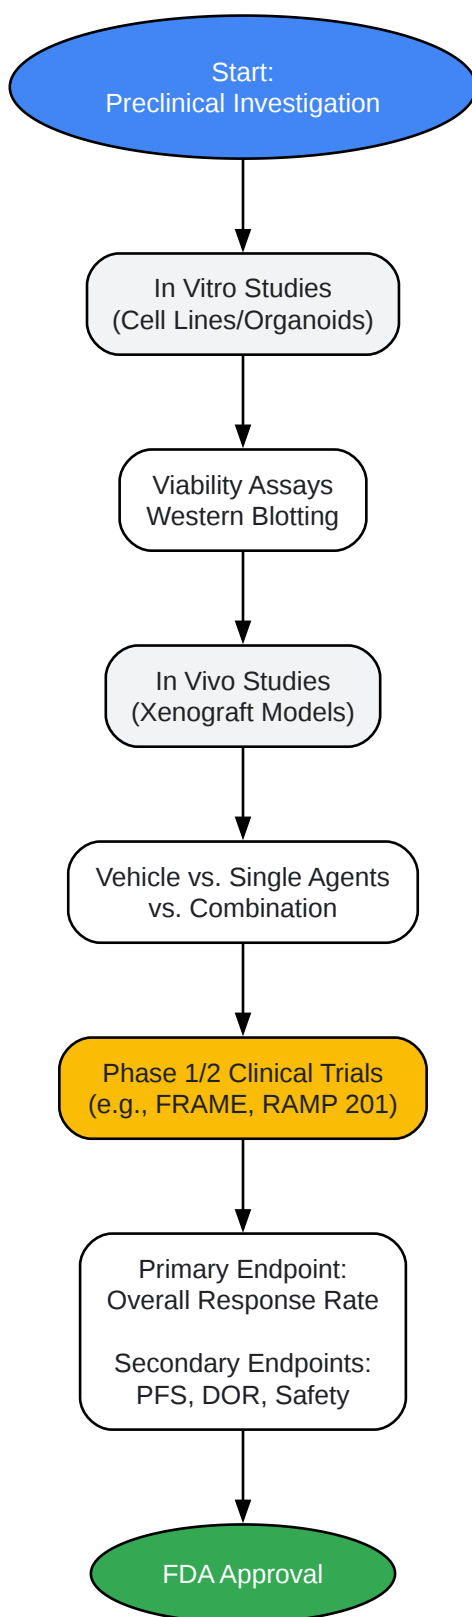 Start:
Preclinical Investigation
In Vitro Studies
(Cell Lines/Organoids)
Viability Assays
Western Blotting
In Vivo Studies
(Xenograft Models)
Vehicle vs. Single Agents
vs. Combination
Phase 1/2 Clinical Trials
(e.g., FRAME, RAMP 201)
Primary Endpoint:
Overall Response Rate
Secondary Endpoints:
PFS, DOR, Safety
FDA Approval